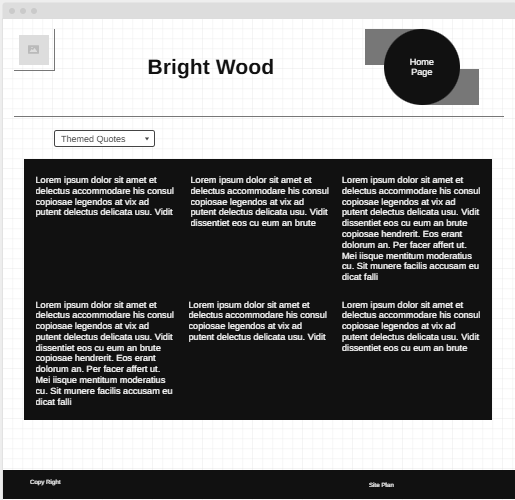 Bright Wood
Home
Page
Themed Quotes
Lorem ipsum dolor sit amet et
delectus accommodare his consul
copiosae legendos at vix ad
putent delectus delicata usu. Vidit
Lorem ipsum dolor sit amet et
delectus accommodare his consul
copiosae legendos at vix ad
putent delectus delicata usu. Vidit
dissentiet eos cu eum an brute
Lorem ipsum dolor sit amet et
delectus accommodare his consul
copiosae legendos at vix ad
putent delectus delicata usu. Vidit
dissentiet eos cu eum an brute
copiosae hendrerit. Eos erant
dolorum an. Per facer affert ut.
Mei iisque mentitum moderatius
cu. Sit munere facilis accusam eu
dicat falli
Lorem ipsum dolor sit amet et
delectus accommodare his consul
copiosae legendos at vix ad
putent delectus delicata usu. Vidit
dissentiet eos cu eum an brute
copiosae hendrerit. Eos erant
dolorum an. Per facer affert ut.
Mei iisque mentitum moderatius
cu. Sit munere facilis accusam eu
dicat falli
Lorem ipsum dolor sit amet et
delectus accommodare his consul
copiosae legendos at vix ad
putent delectus delicata usu. Vidit
Lorem ipsum dolor sit amet et
delectus accommodare his consul
copiosae legendos at vix ad
putent delectus delicata usu. Vidit
dissentiet eos cu eum an brute
Copy Right
Site Plan